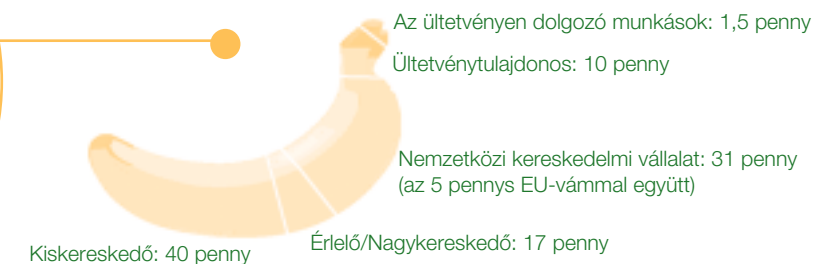 Az ültetvényen dolgozó munkások: 1,5 penny
Ültetvénytulajdonos: 10 penny
Nemzetközi kereskedelmi vállalat: 31 penny
(az 5 pennys EU-vámmal együtt)
Érlelő/Nagykereskedő: 17 penny
Kiskereskedő: 40 penny